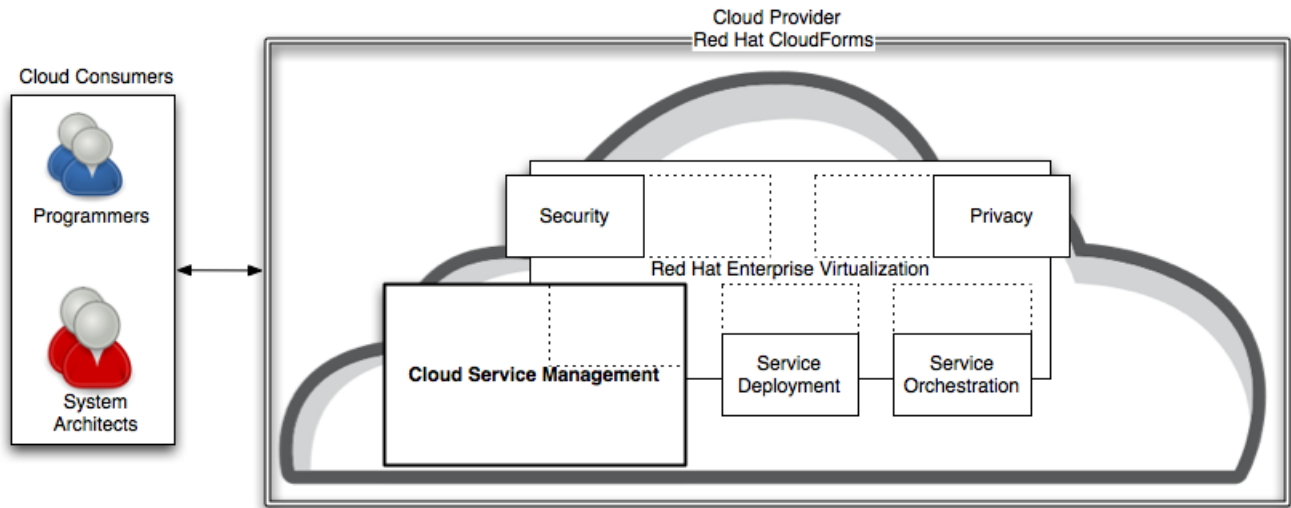 Cloud Provider
Red Hat CloudForms
Cloud Consumers
Programmers
System
Architects
Security
Privacy
Red Hat Enterprise Virtualization
Cloud Service Management
Service
Deployment
Service
Orchestration